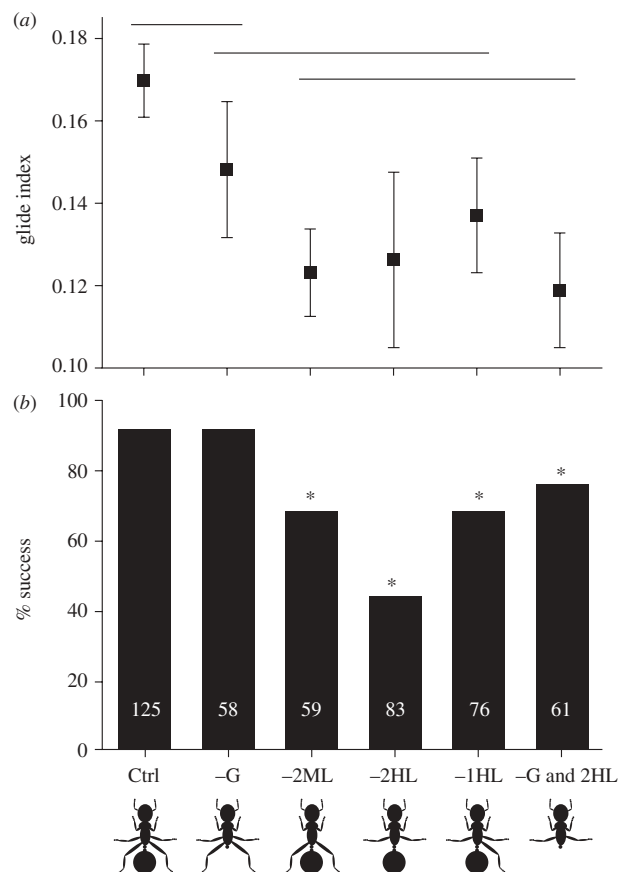 (a)
0.18
0.16
0.14
0.12
0.10
glide index
(b)
100
80
60
40
20
0
% success
* * * *
125 58 59 83 76 61
Ctrl –G –2ML –2HL –1HL –G and 2HL